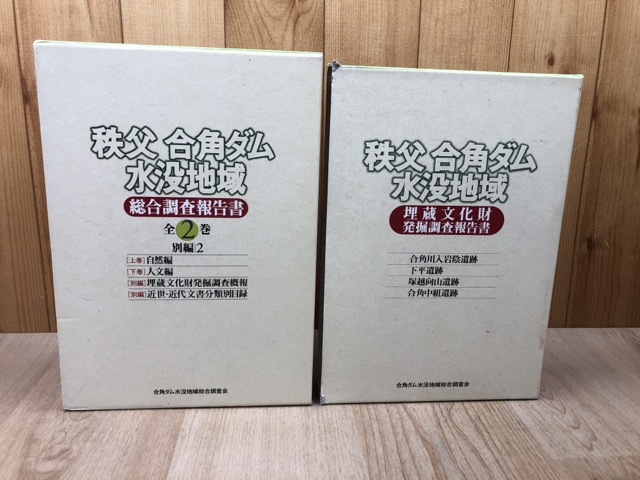 秩父 合角ダム
水没地域
総合調査報告書
全2巻
別編2
[上巻]自然編
[下巻]人文編
[別編]埋蔵文化財発掘調査概報
[別編]近世・近代文書分類別目録
合角ダム水没地域総合調査会
秩父 合角ダム
水没地域
埋蔵文化財
発掘調査報告書
合角川入岩陰遺跡
下平遺跡
塚越向山遺跡
合角中組遺跡
合角ダム水没地域総合調査会